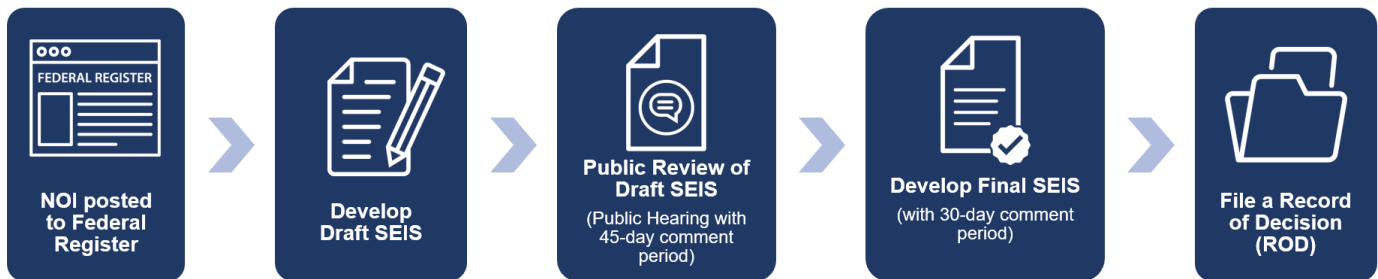 FEDERAL REGISTER
NOI posted
to Federal
Register
Develop
Draft SEIS
Public Review of
Draft SEIS
(Public Hearing with
45-day comment
period)
Develop Final SEIS
(with 30-day comment
period)
File a Record
of Decision
(ROD)